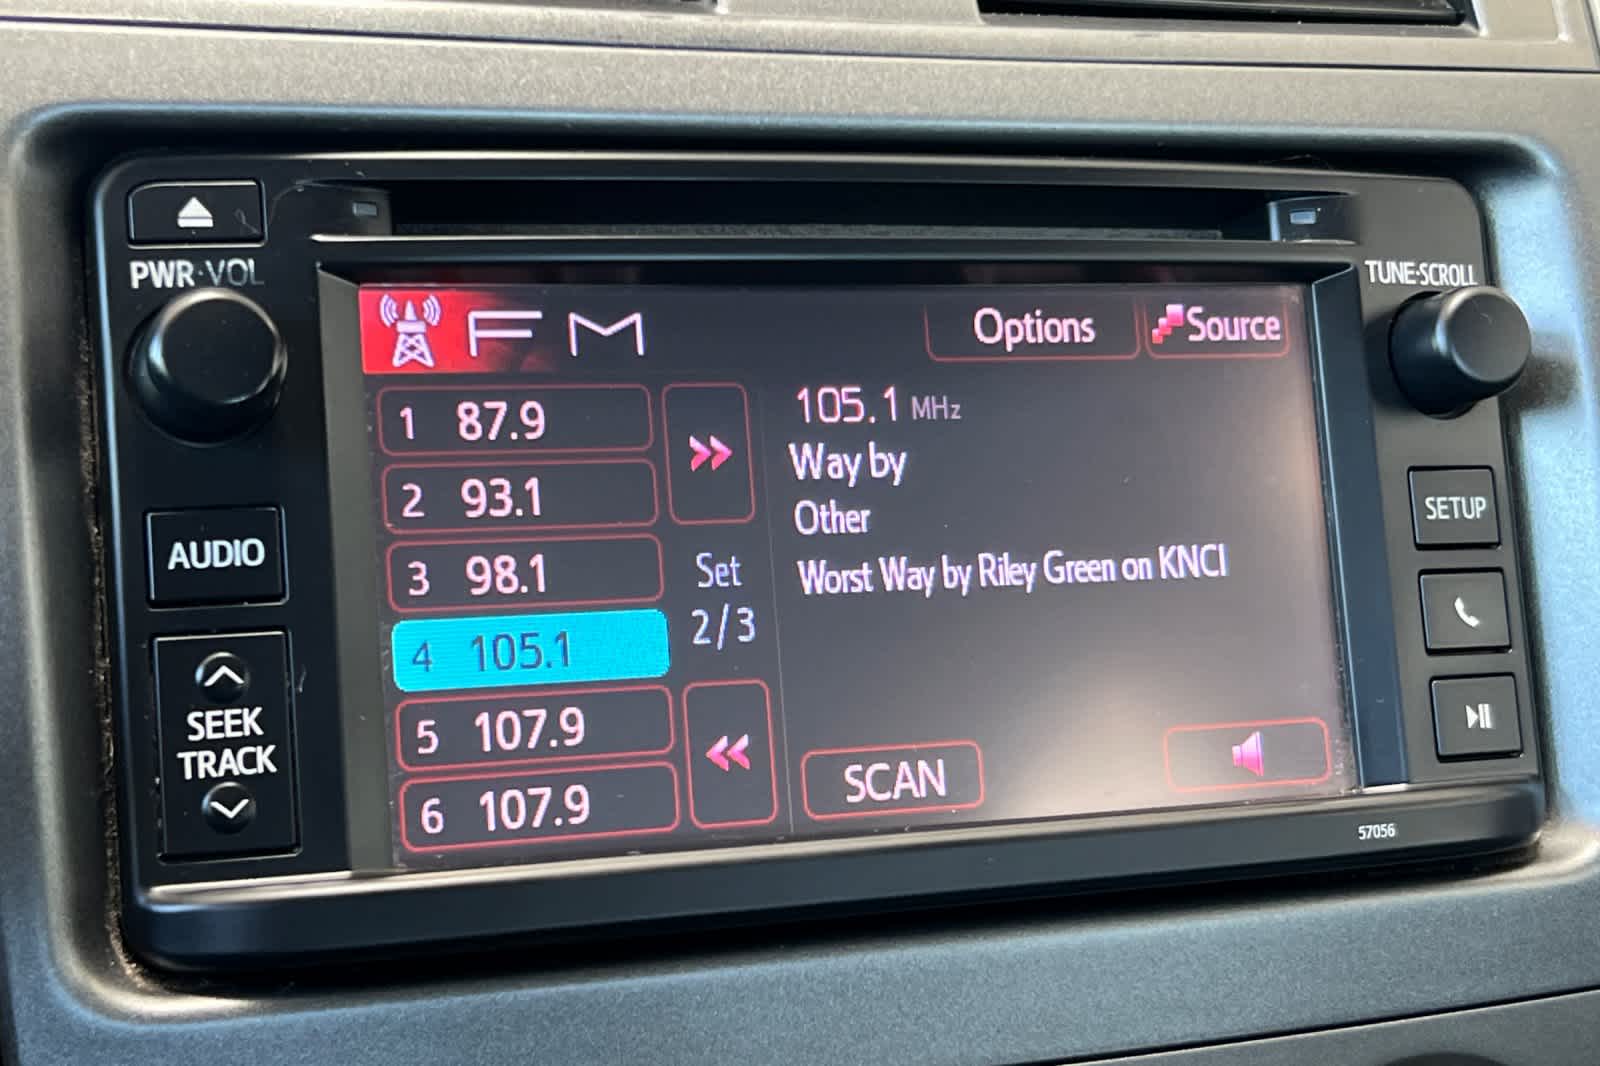 PWR·VOL
TUNE·SCROLL
FM
Options
Source
1 87.9
2 93.1
3 98.1
4 105.1
5 107.9
6 107.9
Set
2/3
105.1 MHz
Way by
Other
Worst Way by Riley Green on KNCI
SCAN
AUDIO
SEEK
TRACK
SETUP
57056